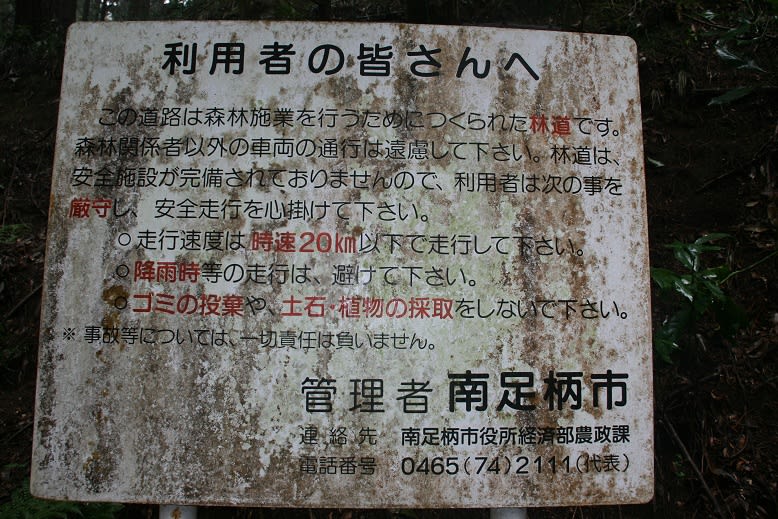 利用者の皆さんへ
この道路は森林施業を行うためにつくられた林道です。
森林関係者以外の車両の通行は遠慮して下さい。林道は、
安全施設が完備されておりませんので、利用者は次の事を
厳守し、安全走行を心掛けて下さい。
○走行速度は時速20km以下で走行して下さい。
○降雨時等の走行は、避けて下さい。
○ゴミの投棄や、土石・植物の採取をしないで下さい。
※ 事故等については、一切責任は負いません。
管理者 南足柄市
連絡先 南足柄市役所経済部農政課
電話番号 0465(74)2111(代表)